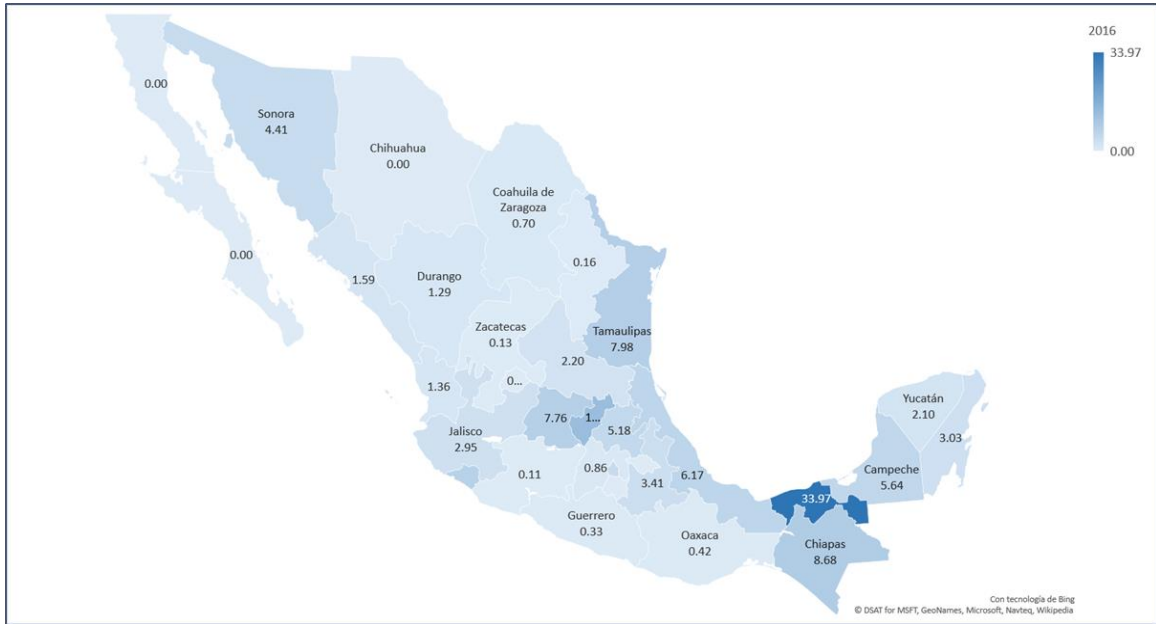 2016
33.97
0.00
0.00
Sonora
4.41
Chihuahua
0.00
Coahuila de
Zaragoza
0.70
0.00
1.59
Durango
1.29
0.16
Zacatecas
0.13
Tamaulipas
7.98
2.20
1.36
0...
7.76
1...
5.18
Jalisco
2.95
0.11
0.86
3.41
6.17
Guerrero
0.33
Oaxaca
0.42
Yucatán
2.10
3.03
Campeche
5.64
33.97
Chiapas
8.68
Con tecnología de Bing
© DSAT for MSFT, GeoNames, Microsoft, Navteq, Wikipedia